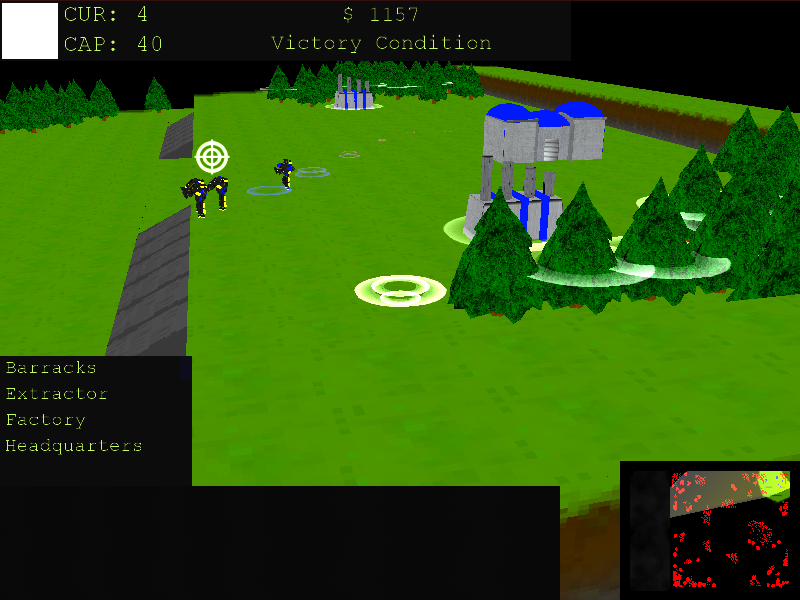 CUR: 4
$ 1157
CAP: 40
Victory Condition
Barracks
Extractor
Factory
Headquarters